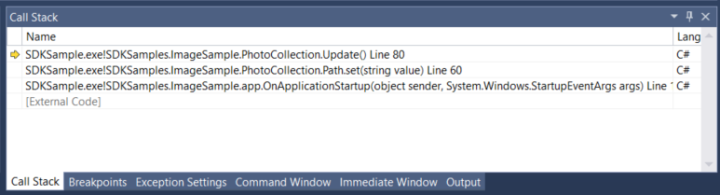 Call Stack
Name Lang
SDKSample.exe!SDKSamples.ImageSample.PhotoCollection.Update() Line 80 C#
SDKSample.exe!SDKSamples.ImageSample.PhotoCollection.Path.set(string value) Line 60 C#
SDKSample.exe!SDKSamples.ImageSample.app.OnApplicationStartup(object sender, System.Windows.StartupEventArgs args) Line C#
[External Code]
Call Stack Breakpoints Exception Settings Command Window Immediate Window Output